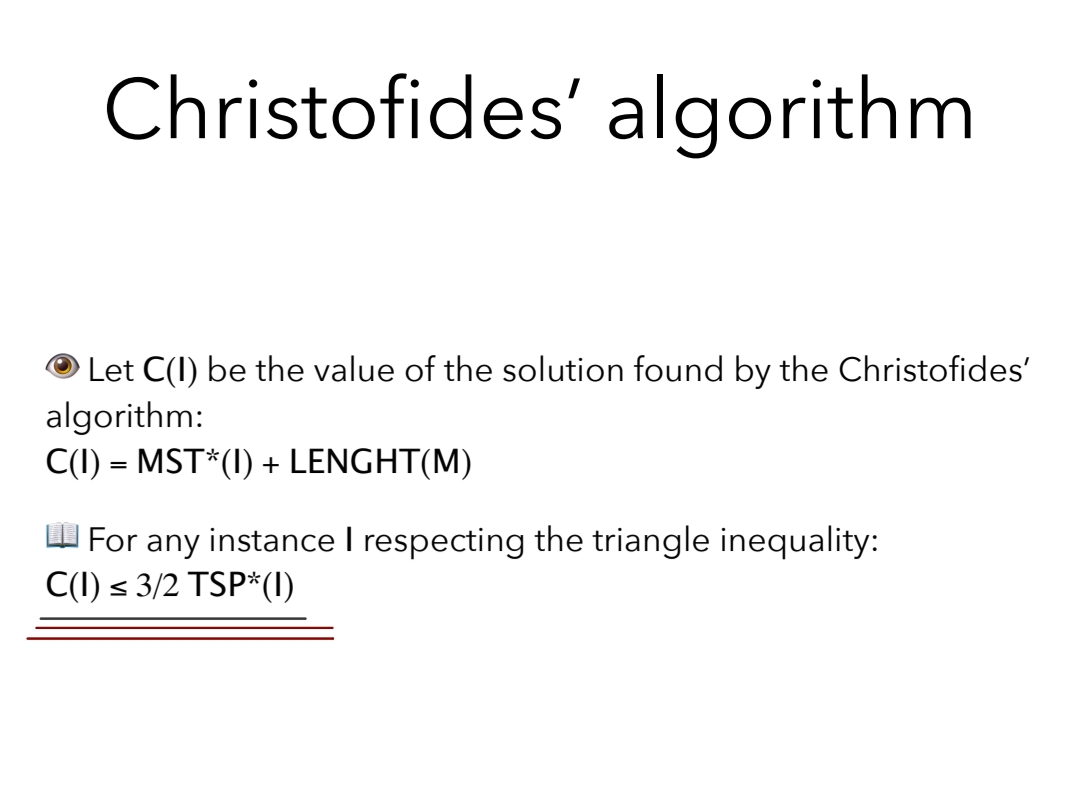 Christofides’ algorithm
👁 Let C(I) be the value of the solution found by the Christofides’
algorithm:
C(I) = MST*(I) + LENGHT(M)
📖 For any instance I respecting the triangle inequality:
C(I) ≤ 3/2 TSP*(I)